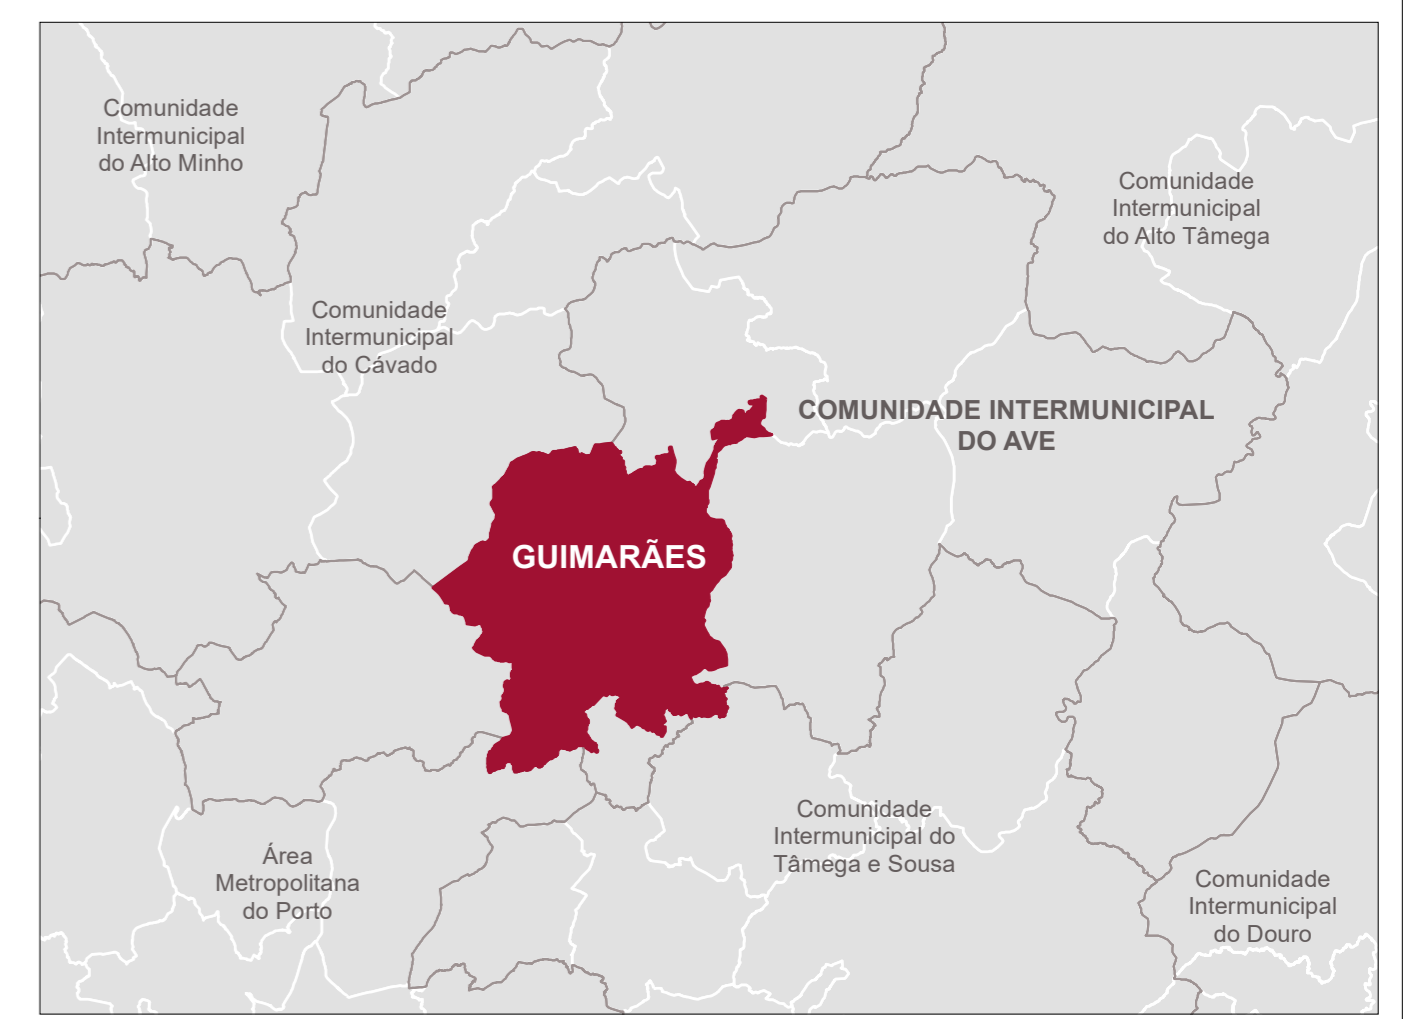 Comunidade
Intermunicipal
do Alto Minho
Comunidade
Intermunicipal
do Alto Tâmega
Comunidade
Intermunicipal
do Cávado
COMUNIDADE INTERMUNICIPAL
DO AVE
GUIMARÃES
Comunidade
Intermunicipal do
Tâmega e Sousa
Área
Metropolitana
do Porto
Comunidade
Intermunicipal
do Douro